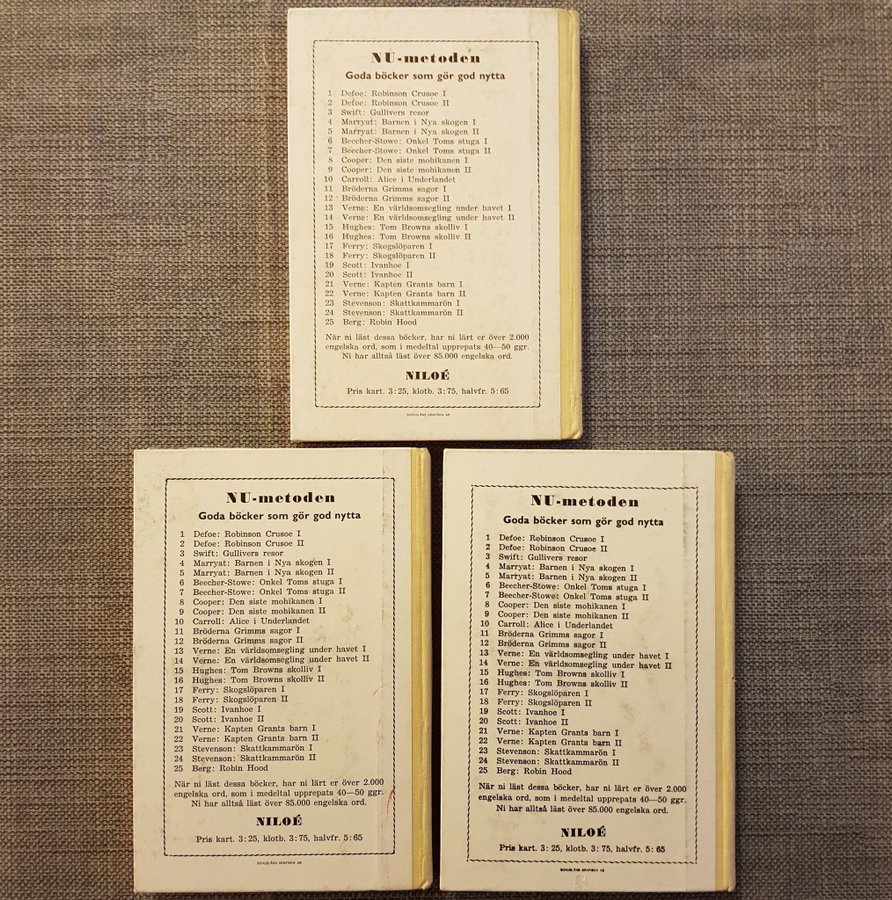 NU-metoden
Goda böcker som gör god nytta
1 Defoe: Robinson Crusoe I
2 Defoe: Robinson Crusoe II
3 Swift: Gullivers resor
4 Marryat: Barnen i Nya skogen I
5 Marryat: Barnen i Nya skogen II
6 Beecher-Stowe: Onkel Toms stuga I
7 Beecher-Stowe: Onkel Toms stuga II
8 Cooper: Den siste mohikanen I
9 Cooper: Den siste mohikanen II
10 Carroll: Alice i Underlandet
11 Bröderna Grimms sagor I
12 Bröderna Grimms sagor II
13 Verne: En världsomsegling under havet I
14 Verne: En världsomsegling under havet II
15 Hughes: Tom Browns skolliv I
16 Hughes: Tom Browns skolliv II
17 Ferry: Skogslöparen I
18 Ferry: Skogslöparen II
19 Scott: Ivanhoe I
20 Scott: Ivanhoe II
21 Verne: Kapten Grants barn I
22 Verne: Kapten Grants barn II
23 Stevenson: Skattkammarön I
24 Stevenson: Skattkammarön II
25 Berg: Robin Hood
När ni läst dessa böcker, har ni lärt er över 2.000
engelska ord, som i medeltal upprepats 40—50 ggr.
Ni har alltså läst över 85.000 engelska ord.
NILOÉ
Pris kart. 3:25, klotb. 3:75, halvfr. 5:65
BOHUSLÄNS GRAFISKA AB
NU-metoden
Goda böcker som gör god nytta
1 Defoe: Robinson Crusoe I
2 Defoe: Robinson Crusoe II
3 Swift: Gullivers resor
4 Marryat: Barnen i Nya skogen I
5 Marryat: Barnen i Nya skogen II
6 Beecher-Stowe: Onkel Toms stuga I
7 Beecher-Stowe: Onkel Toms stuga II
8 Cooper: Den siste mohikanen I
9 Cooper: Den siste mohikanen II
10 Carroll: Alice i Underlandet
11 Bröderna Grimms sagor I
12 Bröderna Grimms sagor II
13 Verne: En världsomsegling under havet I
14 Verne: En världsomsegling under havet II
15 Hughes: Tom Browns skolliv I
16 Hughes: Tom Browns skolliv II
17 Ferry: Skogslöparen I
18 Ferry: Skogslöparen II
19 Scott: Ivanhoe I
20 Scott: Ivanhoe II
21 Verne: Kapten Grants barn I
22 Verne: Kapten Grants barn II
23 Stevenson: Skattkammarön I
24 Stevenson: Skattkammarön II
25 Berg: Robin Hood
När ni läst dessa böcker, har ni lärt er över 2.000
engelska ord, som i medeltal upprepats 40—50 ggr.
Ni har alltså läst över 85.000 engelska ord.
NILOÉ
Pris kart. 3:25, klotb. 3:75, halvfr. 5:65
BOHUSLÄNS GRAFISKA AB
NU-metoden
Goda böcker som gör god nytta
1 Defoe: Robinson Crusoe I
2 Defoe: Robinson Crusoe II
3 Swift: Gullivers resor
4 Marryat: Barnen i Nya skogen I
5 Marryat: Barnen i Nya skogen II
6 Beecher-Stowe: Onkel Toms stuga I
7 Beecher-Stowe: Onkel Toms stuga II
8 Cooper: Den siste mohikanen I
9 Cooper: Den siste mohikanen II
10 Carroll: Alice i Underlandet
11 Bröderna Grimms sagor I
12 Bröderna Grimms sagor II
13 Verne: En världsomsegling under havet I
14 Verne: En världsomsegling under havet II
15 Hughes: Tom Browns skolliv I
16 Hughes: Tom Browns skolliv II
17 Ferry: Skogslöparen I
18 Ferry: Skogslöparen II
19 Scott: Ivanhoe I
20 Scott: Ivanhoe II
21 Verne: Kapten Grants barn I
22 Verne: Kapten Grants barn II
23 Stevenson: Skattkammarön I
24 Stevenson: Skattkammarön II
25 Berg: Robin Hood
När ni läst dessa böcker, har ni lärt er över 2.000
engelska ord, som i medeltal upprepats 40—50 ggr.
Ni har alltså läst över 85.000 engelska ord.
NILOÉ
Pris kart. 3:25, klotb. 3:75, halvfr. 5:65
BOHUSLÄNS GRAFISKA AB